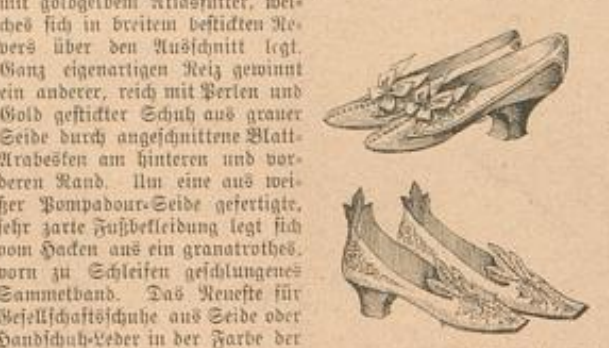 mit goldgelbem Atlasfutter, wel-
ches sich in breitem bestickten Re-
vers über den Ausschnitt legt.
Ganz eigenartigen Reiz gewinnt
ein anderer, reich mit Perlen und
Gold gestickter Schuh aus grauer
Seide durch angeschnittene Blatt-
Arabesken am hinteren und vor-
deren Rand. Um eine aus wei-
ßer Pompadour-Seide gefertigte,
sehr zarte Fußbekleidung legt sich
vom Hacken aus ein granatrothes,
vorn zu Schleifen geschlungenes
Sammetband. Das Neueste für
Gesellschaftsschuhe aus Seide oder
Handschuh-Leder in der Farbe der